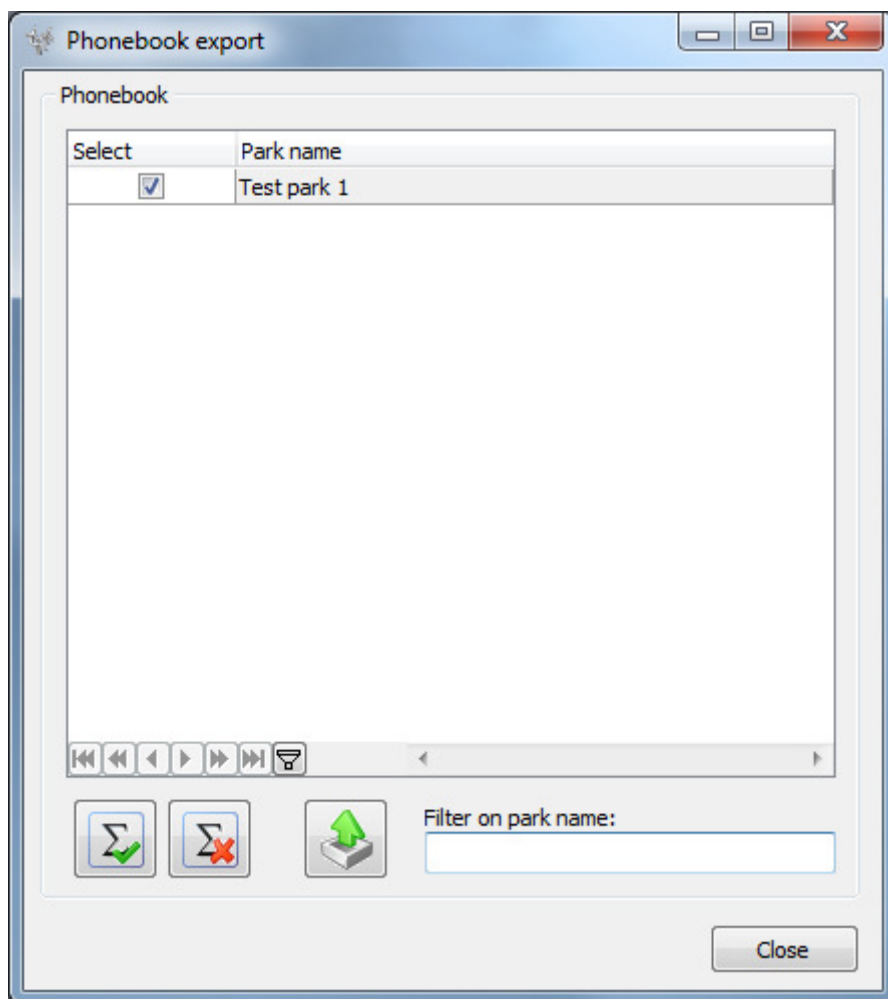 Phonebook export
Phonebook
Select Park name
Test park 1
Filter on park name:
Close